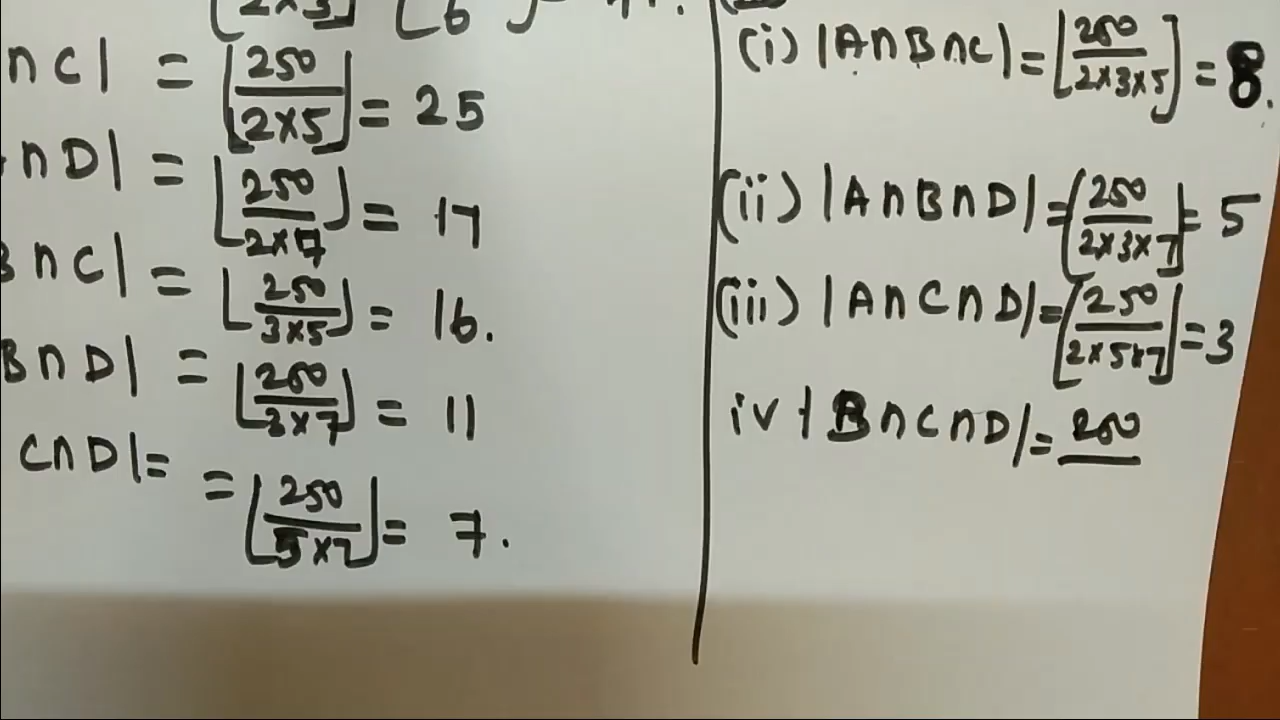 ⌊250/2×5⌋ = 25
∩C| =
∩D| = ⌊250/2×7⌋ = 17
B∩C| = ⌊250/3×5⌋ = 16.
B∩D| = ⌊250/3×7⌋ = 11
C∩D| =
= ⌊250/5×7⌋ = 7.
(i) |A∩B∩C| = ⌊250/2×3×5⌋ = 8.
(ii) |A∩B∩D| = ⌊250/2×3×7⌋ = 5
(iii) |A∩C∩D| = ⌊250/2×5×7⌋ = 3
iv |B∩C∩D| = 250